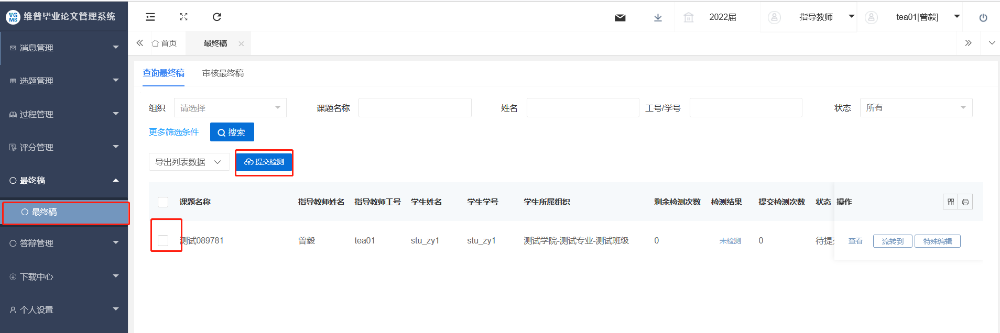 VG MS 维普毕业论文管理系统
2022届 指导教师 tea01[曾毅]
消息管理
选题管理
过程管理
评分管理
最终稿
最终稿
答辩管理
下载中心
个人设置
首页 最终稿
查询最终稿 审核最终稿
组织 请选择 课题名称 姓名 工号/学号 状态 所有
更多筛选条件 搜索
导出列表数据 提交检测
课题名称 指导教师姓名 指导教师工号 学生姓名 学生学号 学生所属组织 剩余检测次数 检测结果 提交检测次数 状态 操作
测试089781 曾毅 tea01 stu_zy1 stu_zy1 测试学院-测试专业-测试班级 0 未检测 0 待提交 查看 流转到 特殊编辑